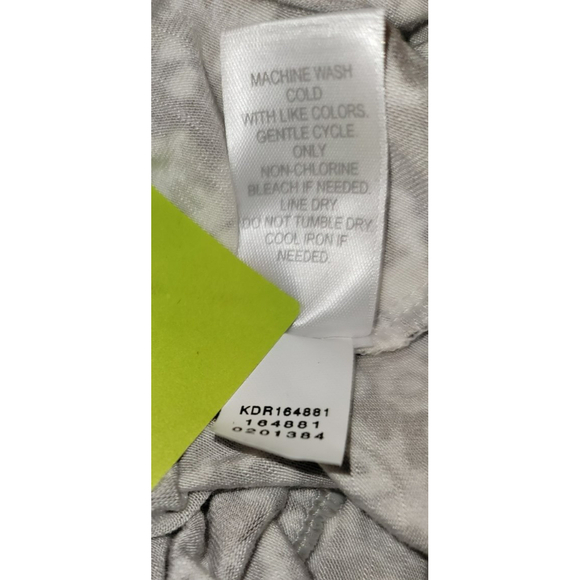 MACHINE WASH
COLD
WITH LIKE COLORS.
GENTLE CYCLE.
ONLY
NON-CHLORINE
BLEACH IF NEEDED.
LINE DRY.
DO NOT TUMBLE DRY.
COOL IRON IF
NEEDED.
KDR164881
164881
0201384